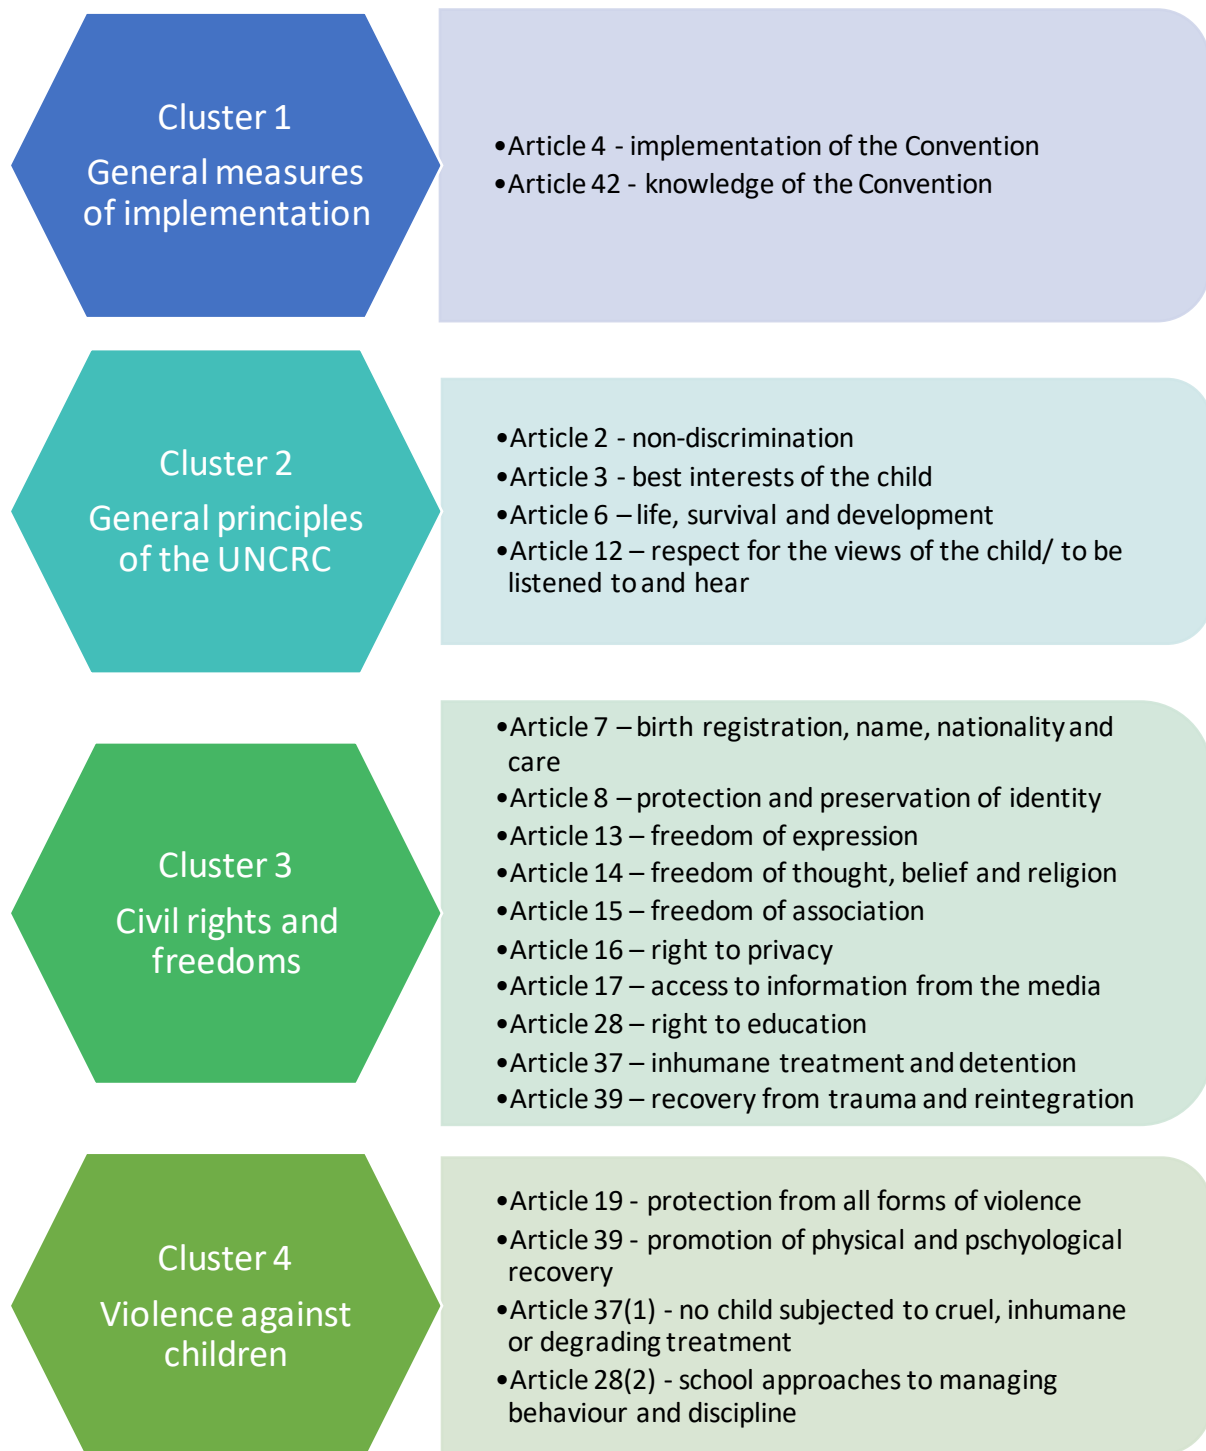 Cluster 1
General measures
of implementation
•Article 4 - implementation of the Convention
•Article 42 - knowledge of the Convention
Cluster 2
General principles
of the UNCRC
•Article 2 - non-discrimination
•Article 3 - best interests of the child
•Article 6 – life, survival and development
•Article 12 – respect for the views of the child/ to be
listened to and hear
Cluster 3
Civil rights and
freedoms
•Article 7 – birth registration, name, nationality and
care
•Article 8 – protection and preservation of identity
•Article 13 – freedom of expression
•Article 14 – freedom of thought, belief and religion
•Article 15 – freedom of association
•Article 16 – right to privacy
•Article 17 – access to information from the media
•Article 28 – right to education
•Article 37 – inhumane treatment and detention
•Article 39 – recovery from trauma and reintegration
Cluster 4
Violence against
children
•Article 19 - protection from all forms of violence
•Article 39 - promotion of physical and pschyological
recovery
•Article 37(1) - no child subjected to cruel, inhumane
or degrading treatment
•Article 28(2) - school approaches to managing
behaviour and discipline